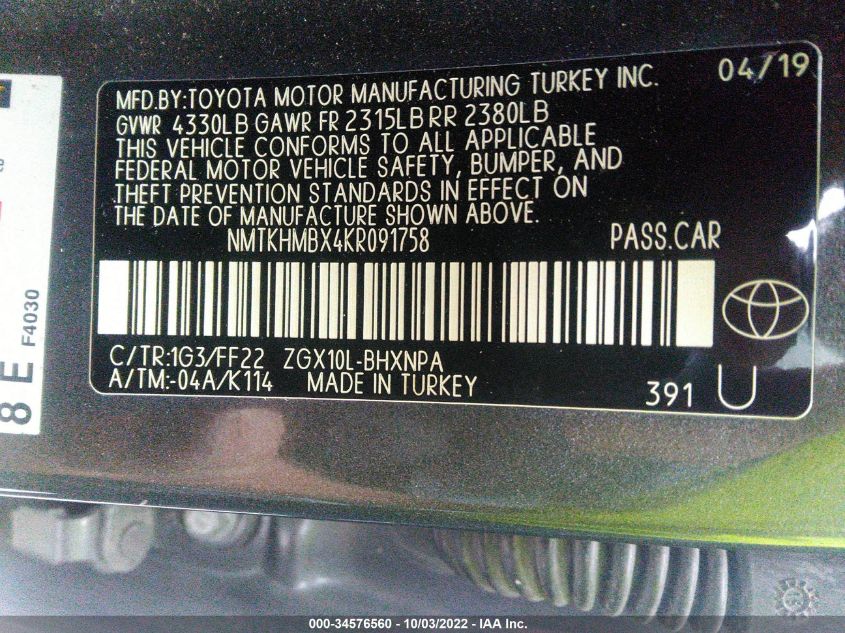 MFD.BY:TOYOTA MOTOR MANUFACTURING TURKEY INC. 04/19
GVWR 4330LB GAWR FR 2315LB RR 2380LB
THIS VEHICLE CONFORMS TO ALL APPLICABLE
FEDERAL MOTOR VEHICLE SAFETY, BUMPER, AND
THEFT PREVENTION STANDARDS IN EFFECT ON
THE DATE OF MANUFACTURE SHOWN ABOVE.
NMTKHMBX4KR091758 PASS.CAR
C/TR:1G3/FF22 ZGX10L-BHXNPA
A/TM:-04A/K114 MADE IN TURKEY 391 U
8 E F4030
000-34576560 - 10/03/2022 - IAA Inc.